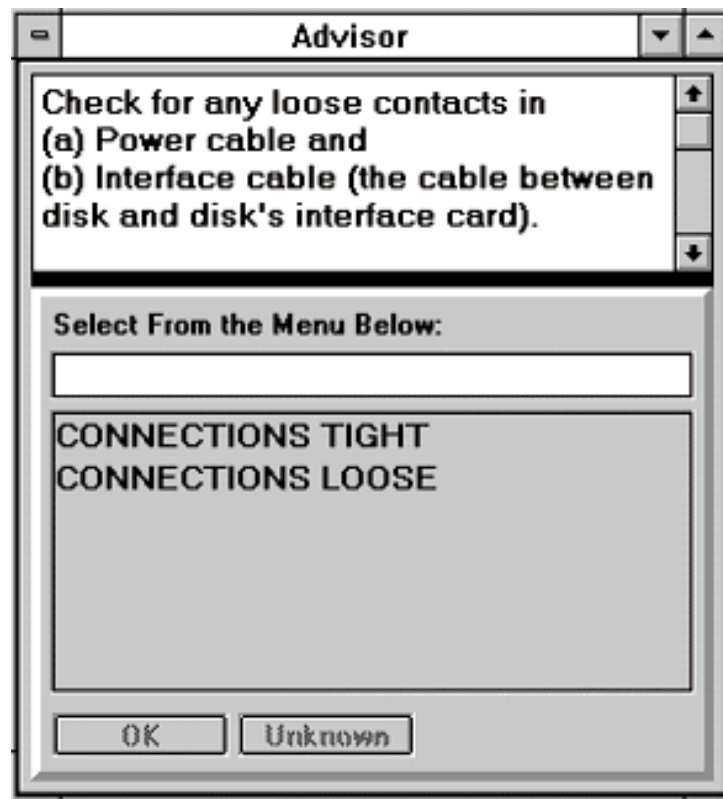 Advisor
Check for any loose contacts in
(a) Power cable and
(b) Interface cable (the cable between
disk and disk's interface card).
Select From the Menu Below:
CONNECTIONS TIGHT
CONNECTIONS LOOSE
OK Unknown